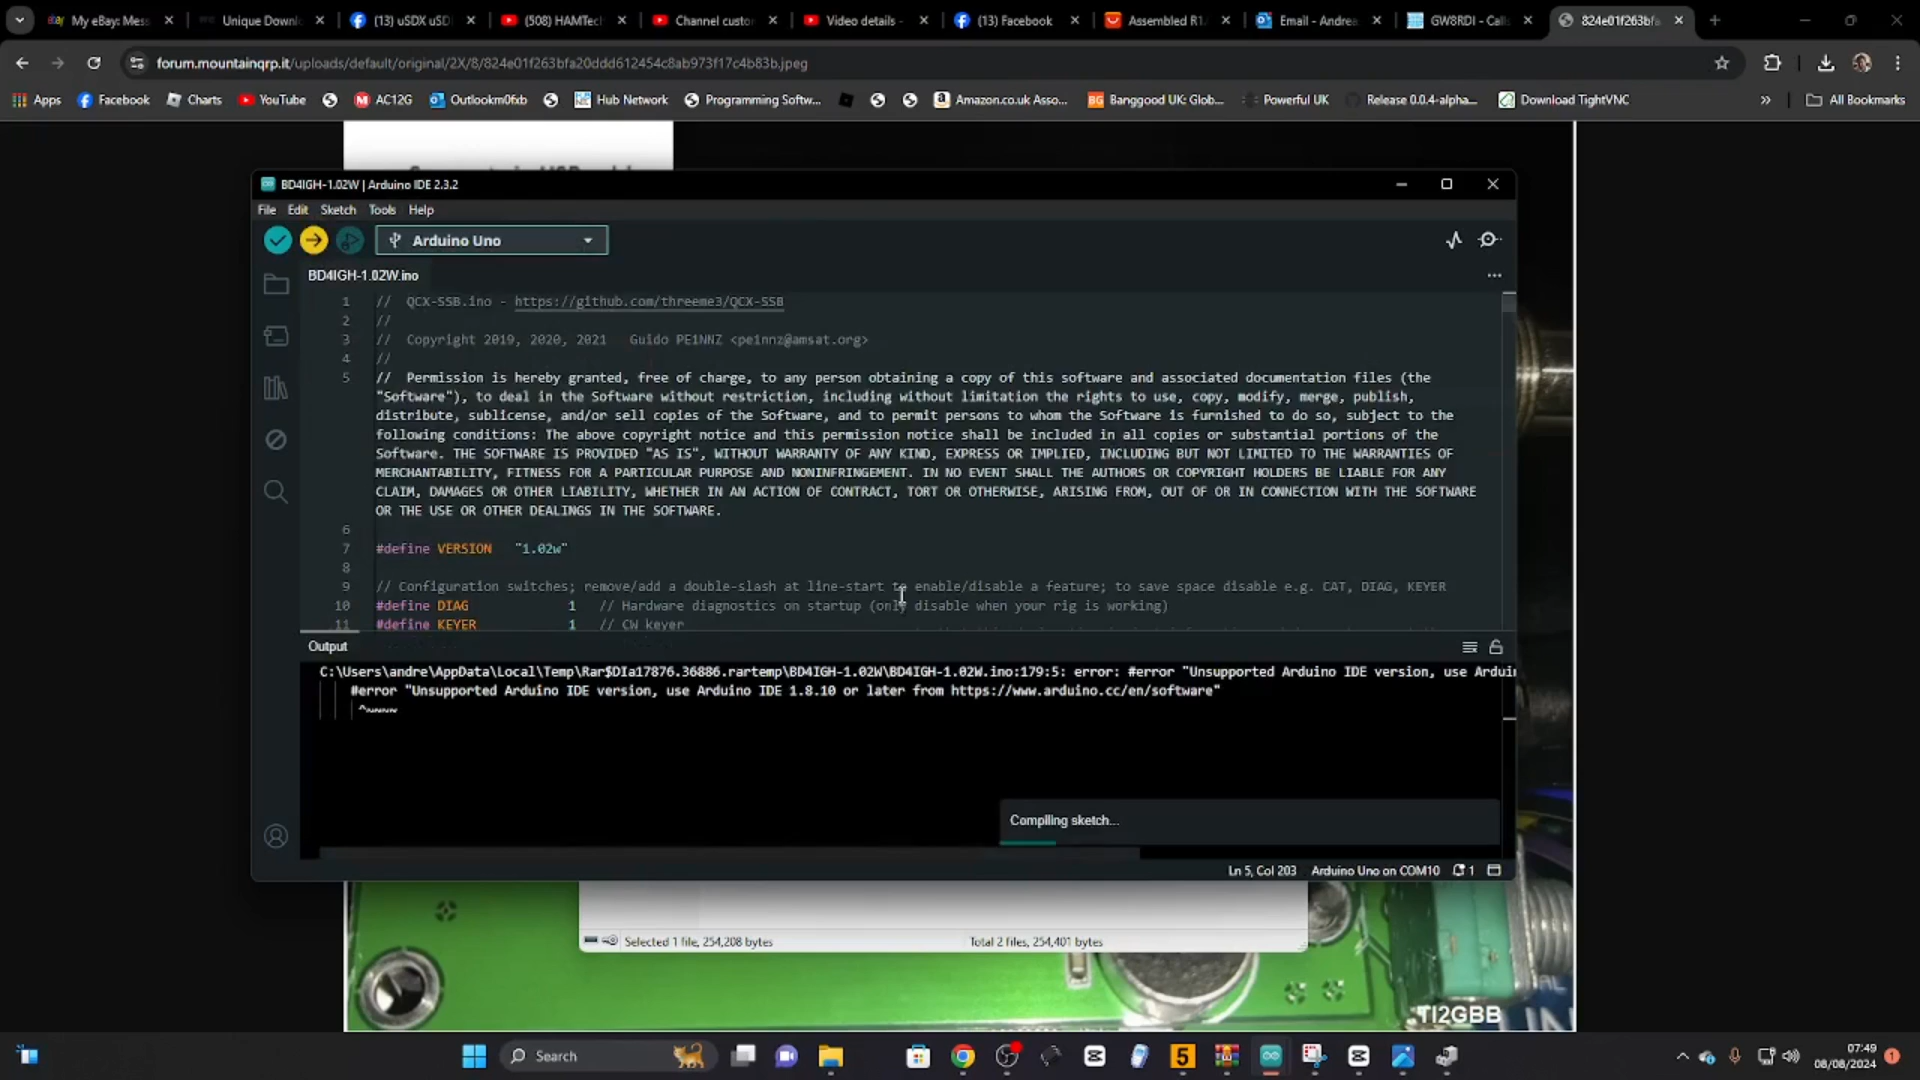 My eBay: Mess
Unique Downl
(13) uSDX uSD
(508) HAMTech
Channel custo
Video details -
(13) Facebook
Assembled R1
Email - Andrea
GW8RDI - Call
824e01f263bf
forum.mountainqrp.it/uploads/default/original/2X/8/824e01f263bfa20ddd612454c8ab973f17c4b83b.jpeg
Apps
Facebook
Charts
YouTube
AC12G
Outlookm0fxb
Hub Network
Programming Softw...
Amazon.co.uk Asso...
Banggood UK: Glob...
Powerful UK
Release 0.0.4-alpha...
Download TightVNC
»
All Bookmarks
BD4IGH-1.02W | Arduino IDE 2.3.2
File Edit Sketch Tools Help
Arduino Uno
BD4IGH-1.02W.ino
1 // QCX-SSB.ino - https://github.com/threeme3/QCX-SSB
2 //
3 // Copyright 2019, 2020, 2021 Guido PE1NNZ <pe1nnz@amsat.org>
4 //
5 // Permission is hereby granted, free of charge, to any person obtaining a copy of this software and associated documentation files (the
"Software"), to deal in the Software without restriction, including without limitation the rights to use, copy, modify, merge, publish,
distribute, sublicense, and/or sell copies of the Software, and to permit persons to whom the Software is furnished to do so, subject to the
following conditions: The above copyright notice and this permission notice shall be included in all copies or substantial portions of the
Software. THE SOFTWARE IS PROVIDED "AS IS", WITHOUT WARRANTY OF ANY KIND, EXPRESS OR IMPLIED, INCLUDING BUT NOT LIMITED TO THE WARRANTIES OF
MERCHANTABILITY, FITNESS FOR A PARTICULAR PURPOSE AND NONINFRINGEMENT. IN NO EVENT SHALL THE AUTHORS OR COPYRIGHT HOLDERS BE LIABLE FOR ANY
CLAIM, DAMAGES OR OTHER LIABILITY, WHETHER IN AN ACTION OF CONTRACT, TORT OR OTHERWISE, ARISING FROM, OUT OF OR IN CONNECTION WITH THE SOFTWARE
OR THE USE OR OTHER DEALINGS IN THE SOFTWARE.
6
7 #define VERSION "1.02w"
8
9 // Configuration switches; remove/add a double-slash at line-start to enable/disable a feature; to save space disable e.g. CAT, DIAG, KEYER
10 #define DIAG 1 // Hardware diagnostics on startup (only disable when your rig is working)
11 #define KEYER 1 // CW keyer
Output
C:\Users\andre\AppData\Local\Temp\Rar$DIa17876.36886.rartemp\BD4IGH-1.02W\BD4IGH-1.02W.ino:179:5: error: #error "Unsupported Arduino IDE version, use Ardui
#error "Unsupported Arduino IDE version, use Arduino IDE 1.8.10 or later from https://www.arduino.cc/en/software"
^~~~~~
Compiling sketch...
Ln 5, Col 203 Arduino Uno on COM10 1
Selected 1 file, 254,208 bytes Total 2 files, 254,401 bytes
TI2GBB
Search
5
07:49
08/08/2024
1